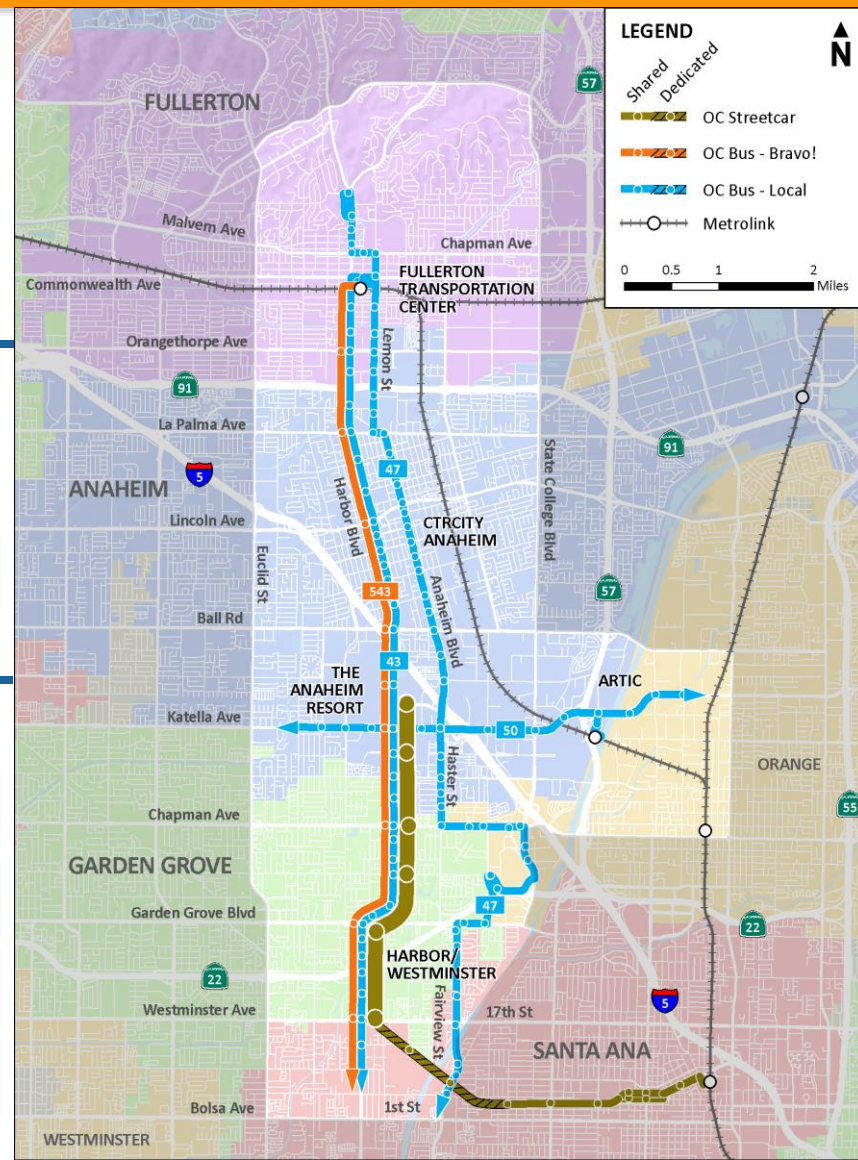 LEGEND
N
Shared
Dedicated
OC Streetcar
OC Bus - Bravo!
OC Bus - Local
Metrolink
0 0.5 1 2
Miles
57
FULLERTON
Malvern Ave
Chapman Ave
Commonwealth Ave
FULLERTON
TRANSPORTATION
CENTER
Orangethorpe Ave
Lemon St
91
La Palma Ave
91
5
47
State College Blvd
ANAHEIM
Harbor Blvd
Lincoln Ave
CTRCITY
ANAHEIM
Euclid St
Anaheim Blvd
543
57
Ball Rd
43
THE
ANAHEIM
RESORT
ARTIC
Katella Ave
50
Haster St
ORANGE
55
Chapman Ave
GARDEN GROVE
47
Garden Grove Blvd
22
HARBOR/
WESTMINSTER
22
Fairview St
5
Westminster Ave
17th St
SANTA ANA
Bolsa Ave
1st St
WESTMINSTER